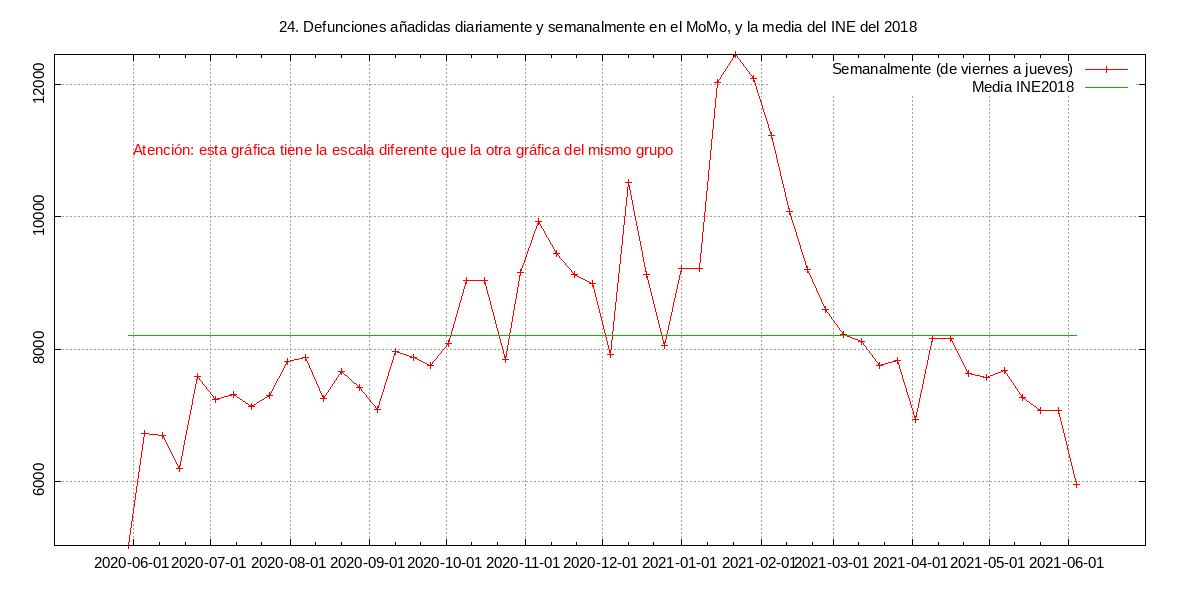 24. Defunciones añadidas diariamente y semanalmente en el MoMo, y la media del INE del 2018
Semanalmente (de viernes a jueves)
Media INE2018
Atención: esta gráfica tiene la escala diferente que la otra gráfica del mismo grupo
12000
10000
8000
6000
2020-06-01 2020-07-01 2020-08-01 2020-09-01 2020-10-01 2020-11-01 2020-12-01 2021-01-01 2021-02-01 2021-03-01 2021-04-01 2021-05-01 2021-06-01